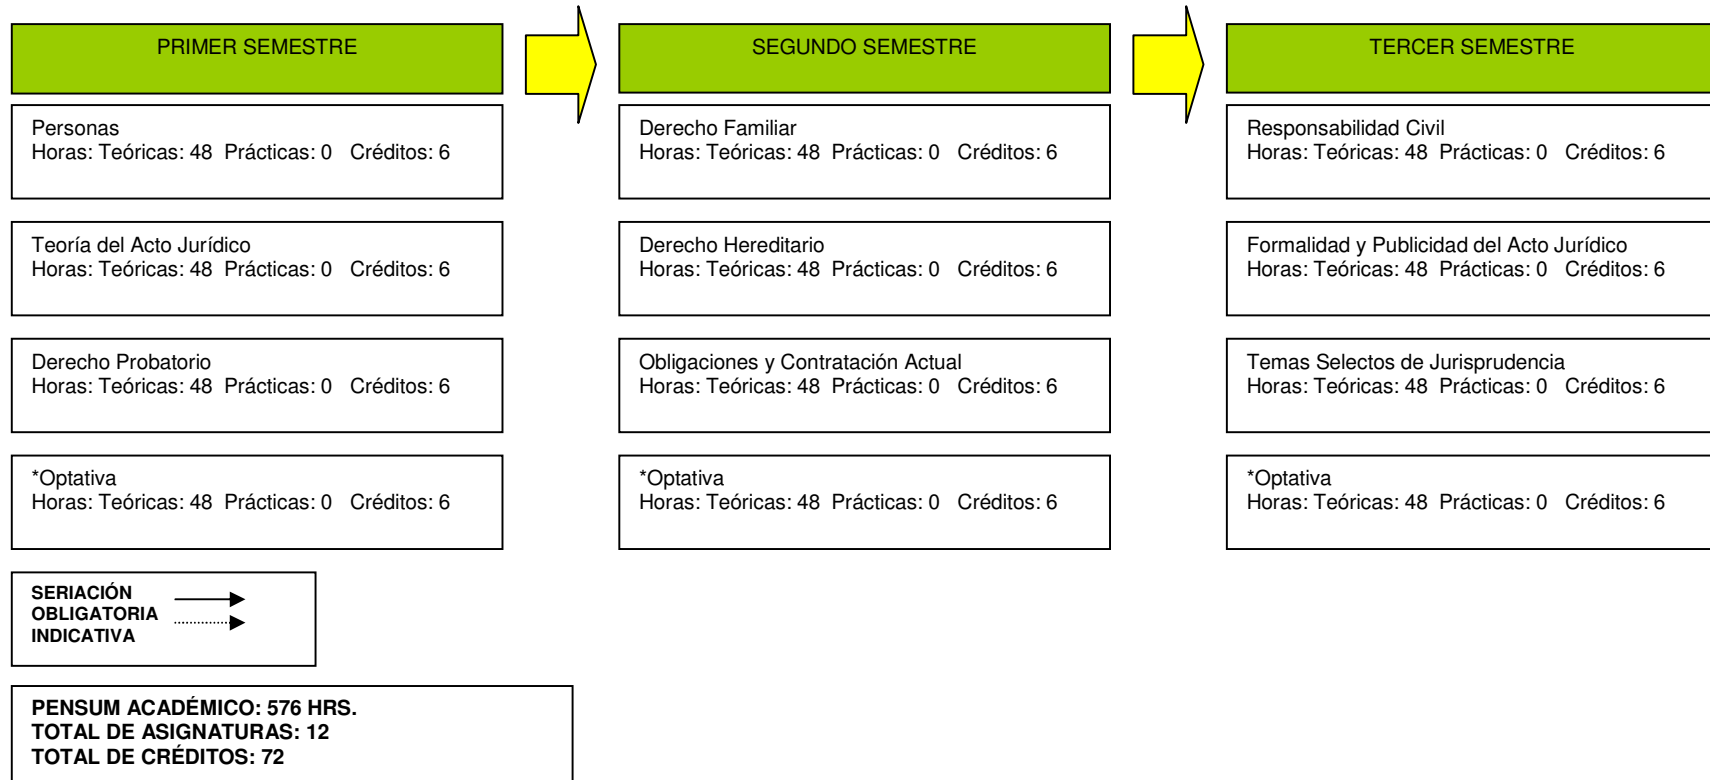 PRIMER SEMESTRE
SEGUNDO SEMESTRE
TERCER SEMESTRE
Personas
Horas: Teóricas: 48 Prácticas: 0 Créditos: 6
Derecho Familiar
Horas: Teóricas: 48 Prácticas: 0 Créditos: 6
Responsabilidad Civil
Horas: Teóricas: 48 Prácticas: 0 Créditos: 6
Teoría del Acto Jurídico
Horas: Teóricas: 48 Prácticas: 0 Créditos: 6
Derecho Hereditario
Horas: Teóricas: 48 Prácticas: 0 Créditos: 6
Formalidad y Publicidad del Acto Jurídico
Horas: Teóricas: 48 Prácticas: 0 Créditos: 6
Derecho Probatorio
Horas: Teóricas: 48 Prácticas: 0 Créditos: 6
Obligaciones y Contratación Actual
Horas: Teóricas: 48 Prácticas: 0 Créditos: 6
Temas Selectos de Jurisprudencia
Horas: Teóricas: 48 Prácticas: 0 Créditos: 6
*Optativa
Horas: Teóricas: 48 Prácticas: 0 Créditos: 6
*Optativa
Horas: Teóricas: 48 Prácticas: 0 Créditos: 6
*Optativa
Horas: Teóricas: 48 Prácticas: 0 Créditos: 6
SERIACIÓN
OBLIGATORIA
INDICATIVA
PENSUM ACADÉMICO: 576 HRS.
TOTAL DE ASIGNATURAS: 12
TOTAL DE CRÉDITOS: 72